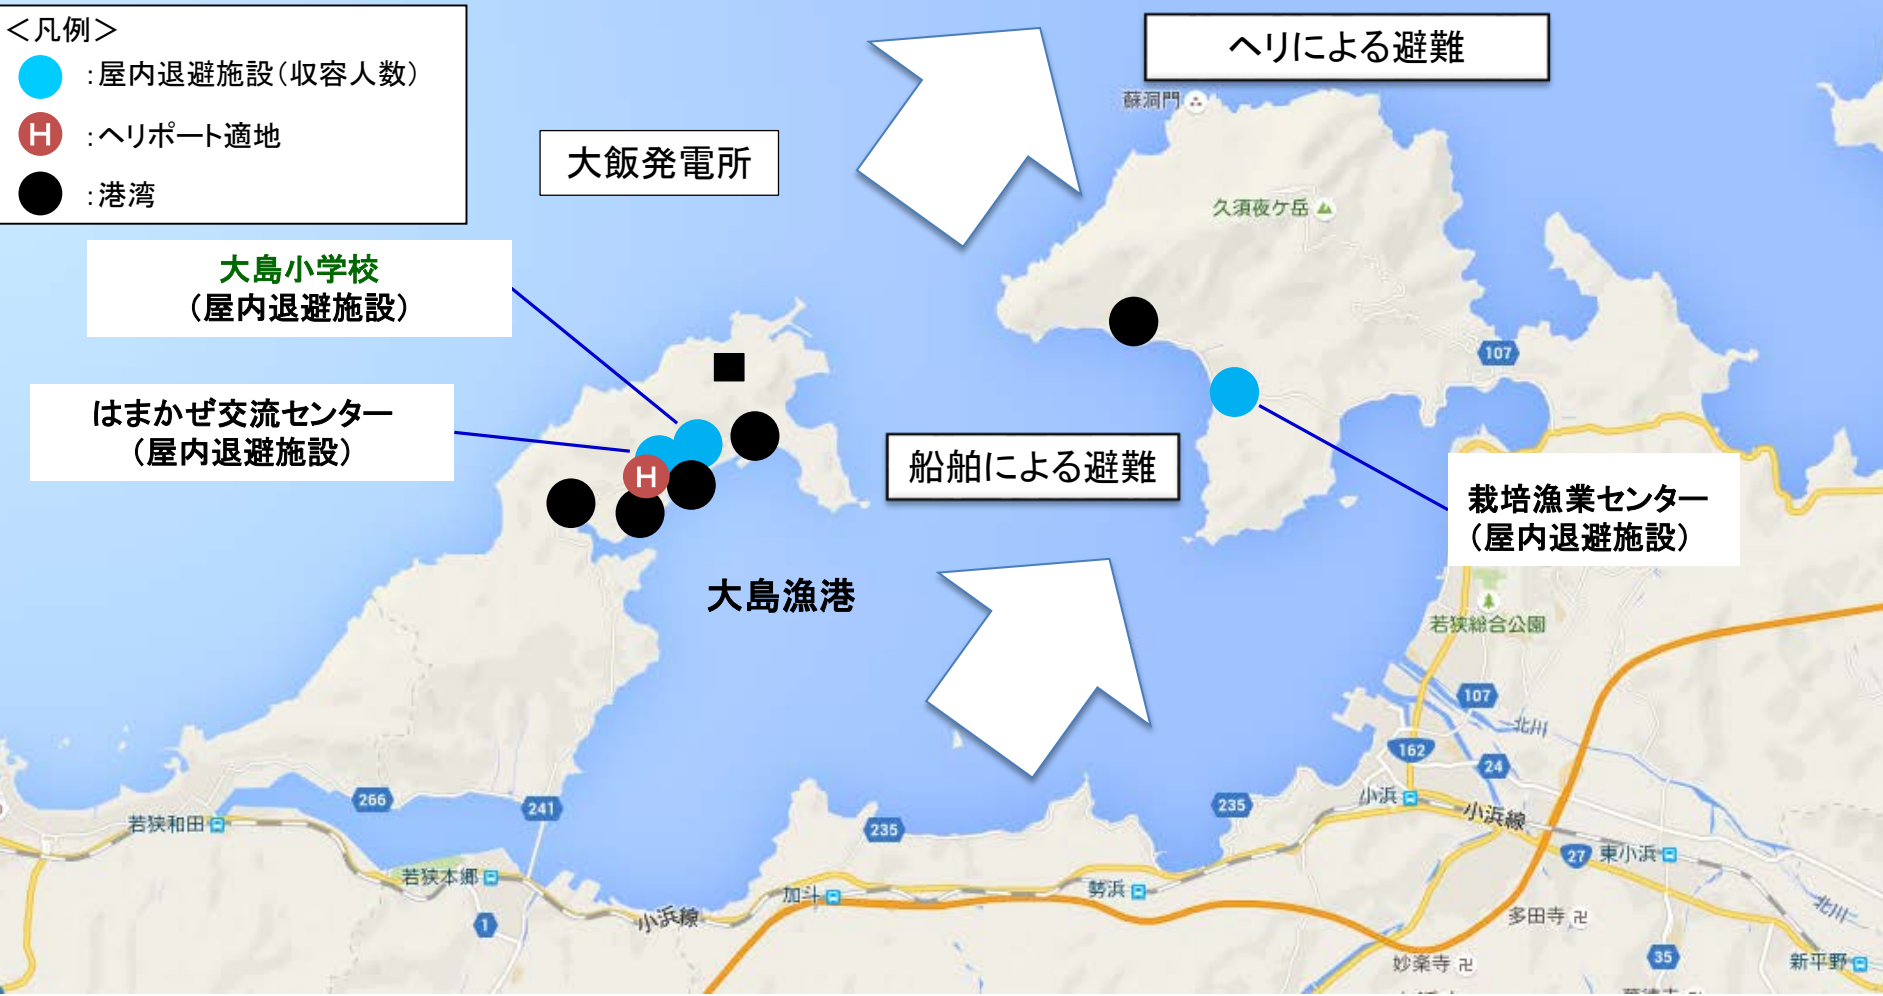 ＜凡例＞
：屋内退避施設（収容人数）
H ：ヘリポート適地
：港湾
ヘリによる避難
蘇洞門
大飯発電所
久須夜ケ岳
大島小学校
（屋内退避施設）
107
はまかぜ交流センター
（屋内退避施設）
H
船舶による避難
栽培漁業センター
（屋内退避施設）
大島漁港
若狭総合公園
107
北川
162
24
266
241
235
235
小浜
小浜線
若狭和田
27
東小浜
若狭本郷
加斗
勢浜
小浜線
1
多田寺
北川
妙楽寺
35
新平野